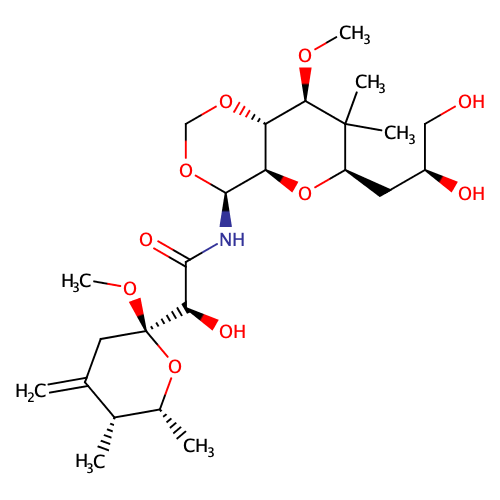 O CH₃
CH₃
O OH
CH₃
O O OH
NH
O
H₃C O
OH
O
H₂C
CH₃
H₃C